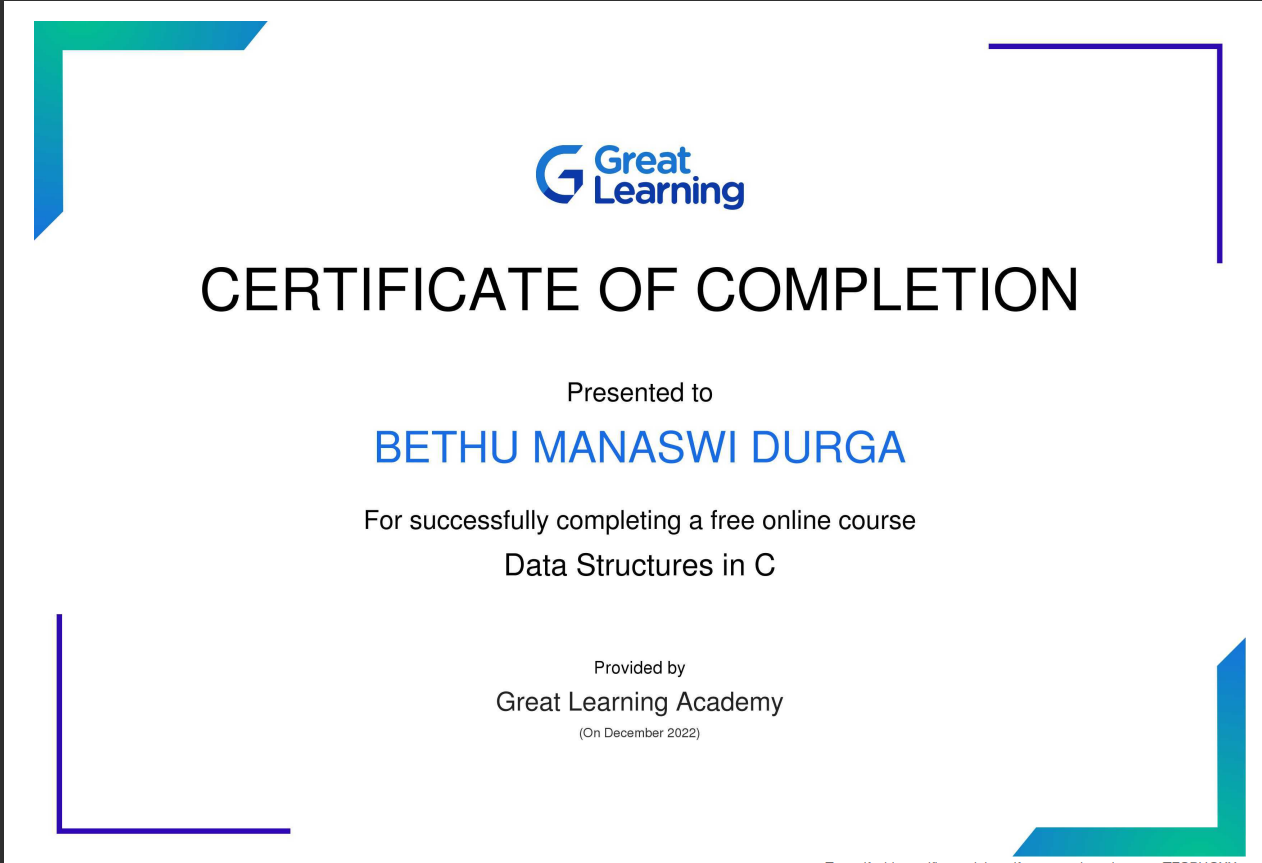 Great
Learning
CERTIFICATE OF COMPLETION
Presented to
BETHU MANASWI DURGA
For successfully completing a free online course
Data Structures in C
Provided by
Great Learning Academy
(On December 2022)